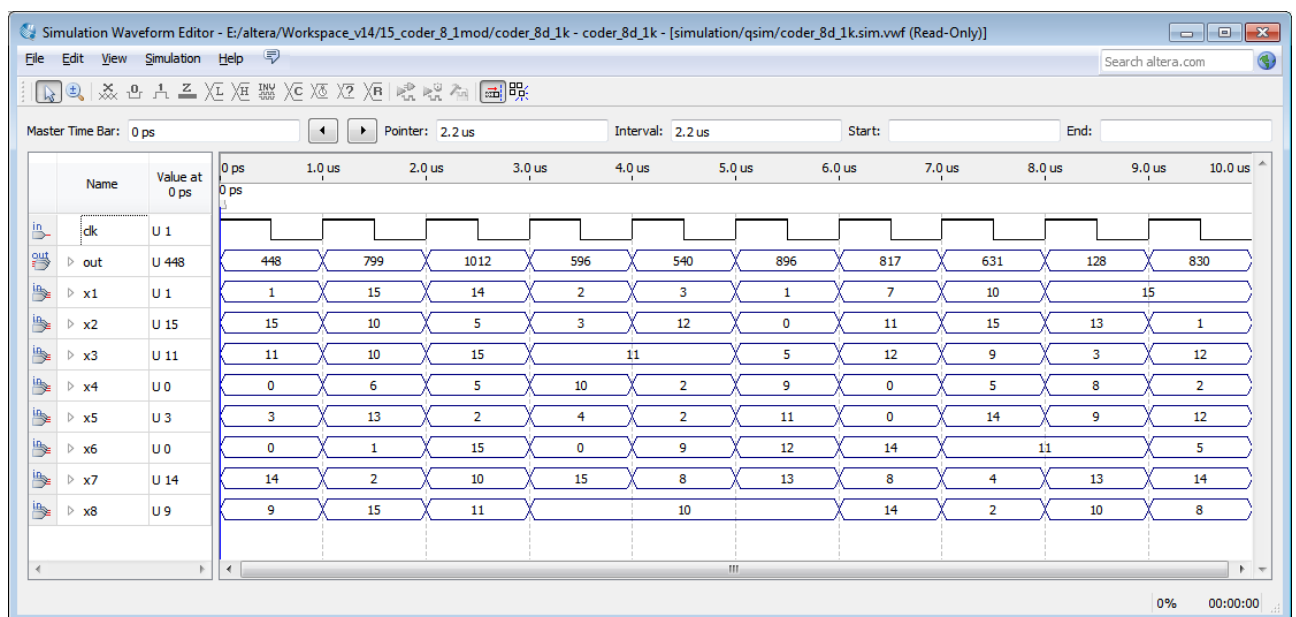 Simulation Waveform Editor - E:/altera/Workspace_v14/15_coder_8_1mod/coder_8d_1k - coder_8d_1k - [simulation/qsim/coder_8d_1k.sim.vwf (Read-Only)]
File Edit View Simulation Help Search altera.com
Master Time Bar: 0 ps Pointer: 2.2 us Interval: 2.2 us Start: End:
Name Value at 0 ps 0 ps 1.0 us 2.0 us 3.0 us 4.0 us 5.0 us 6.0 us 7.0 us 8.0 us 9.0 us 10.0 us
0 ps
clk U 1
out U 448 448 799 1012 596 540 896 817 631 128 830
x1 U 1 1 15 14 2 3 1 7 10 15
x2 U 15 15 10 5 3 12 0 11 15 13 1
x3 U 11 11 10 15 11 5 12 9 3 12
x4 U 0 0 6 5 10 2 9 0 5 8 2
x5 U 3 3 13 2 4 2 11 0 14 9 12
x6 U 0 0 1 15 0 9 12 14 11 5
x7 U 14 14 2 10 15 8 13 8 4 13 14
x8 U 9 9 15 11 10 14 2 10 8
0% 00:00:00